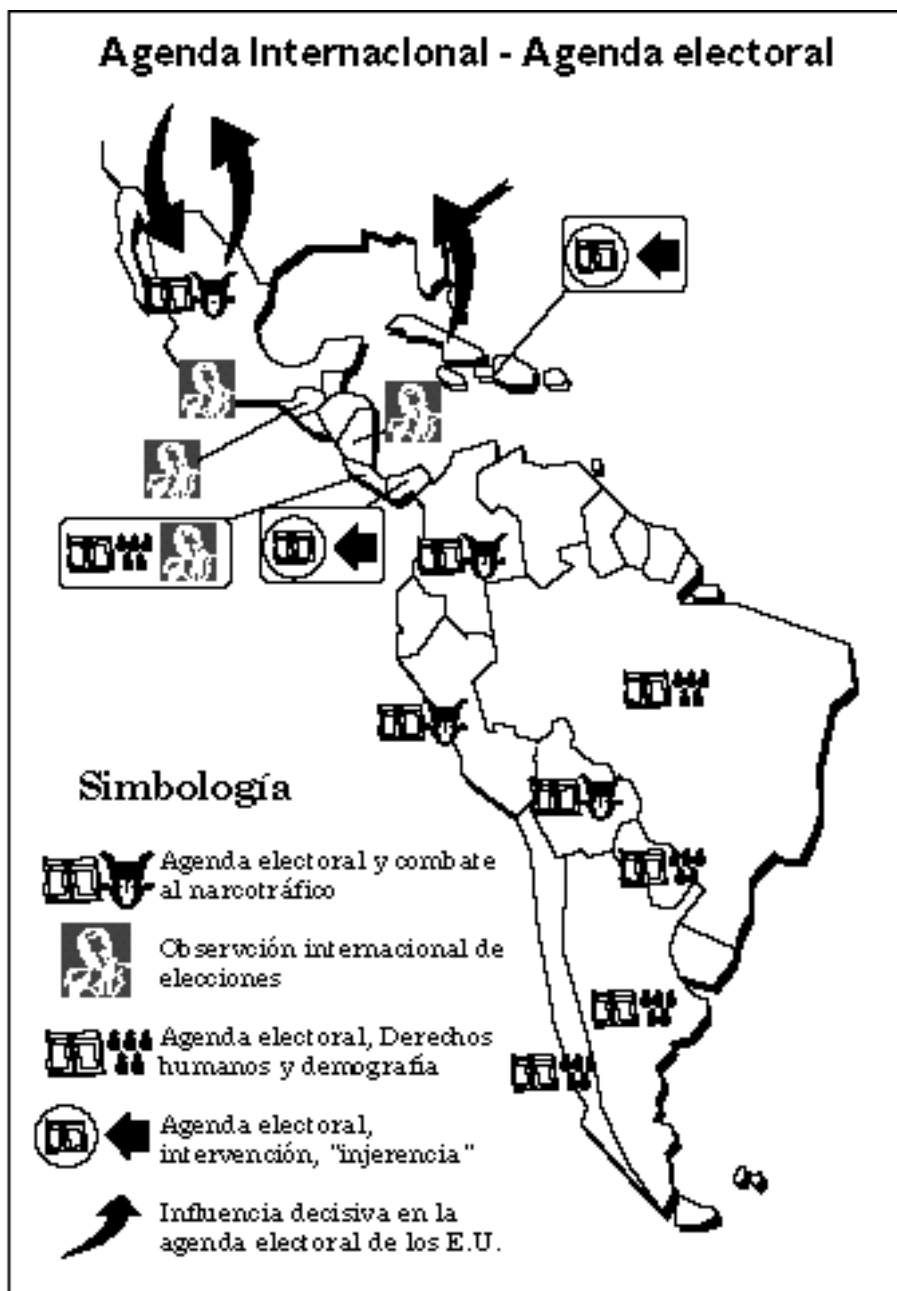 Agenda Internacional - Agenda electoral
Simbología
Agenda electoral y combate
al narcotráfico
Observción internacional de
elecciones
Agenda electoral, Derechos
humanos y demografía
Agenda electoral,
intervención, "injerencia"
Influencia decisiva en la
agenda electoral de los E.U.